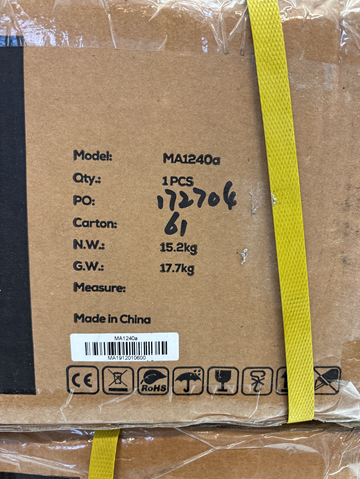 Model: MA1240a
Qty.: 1 PCS
PO: 172704
Carton: 61
N.W.: 15.2kg
G.W.: 17.7kg
Measure:
Made in China
MA1240a
MA1912010600
CE
RoHS